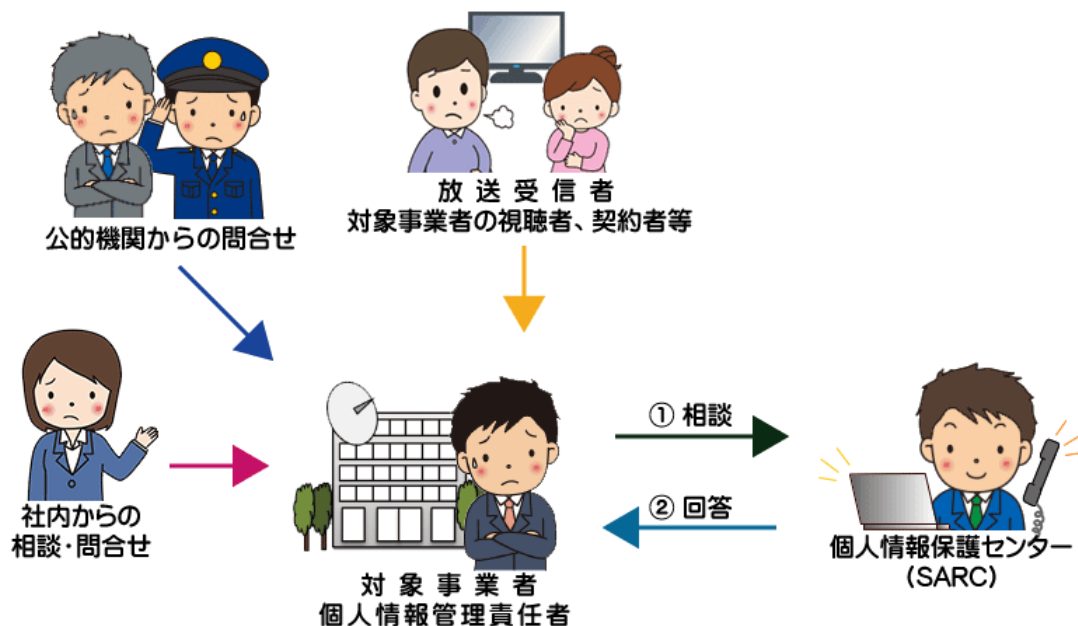 公的機関からの問合せ
放送受信者
対象事業者の視聴者、契約者等
社内からの
相談・問合せ
① 相談
② 回答
対象事業者
個人情報管理責任者
個人情報保護センター
(SARC)